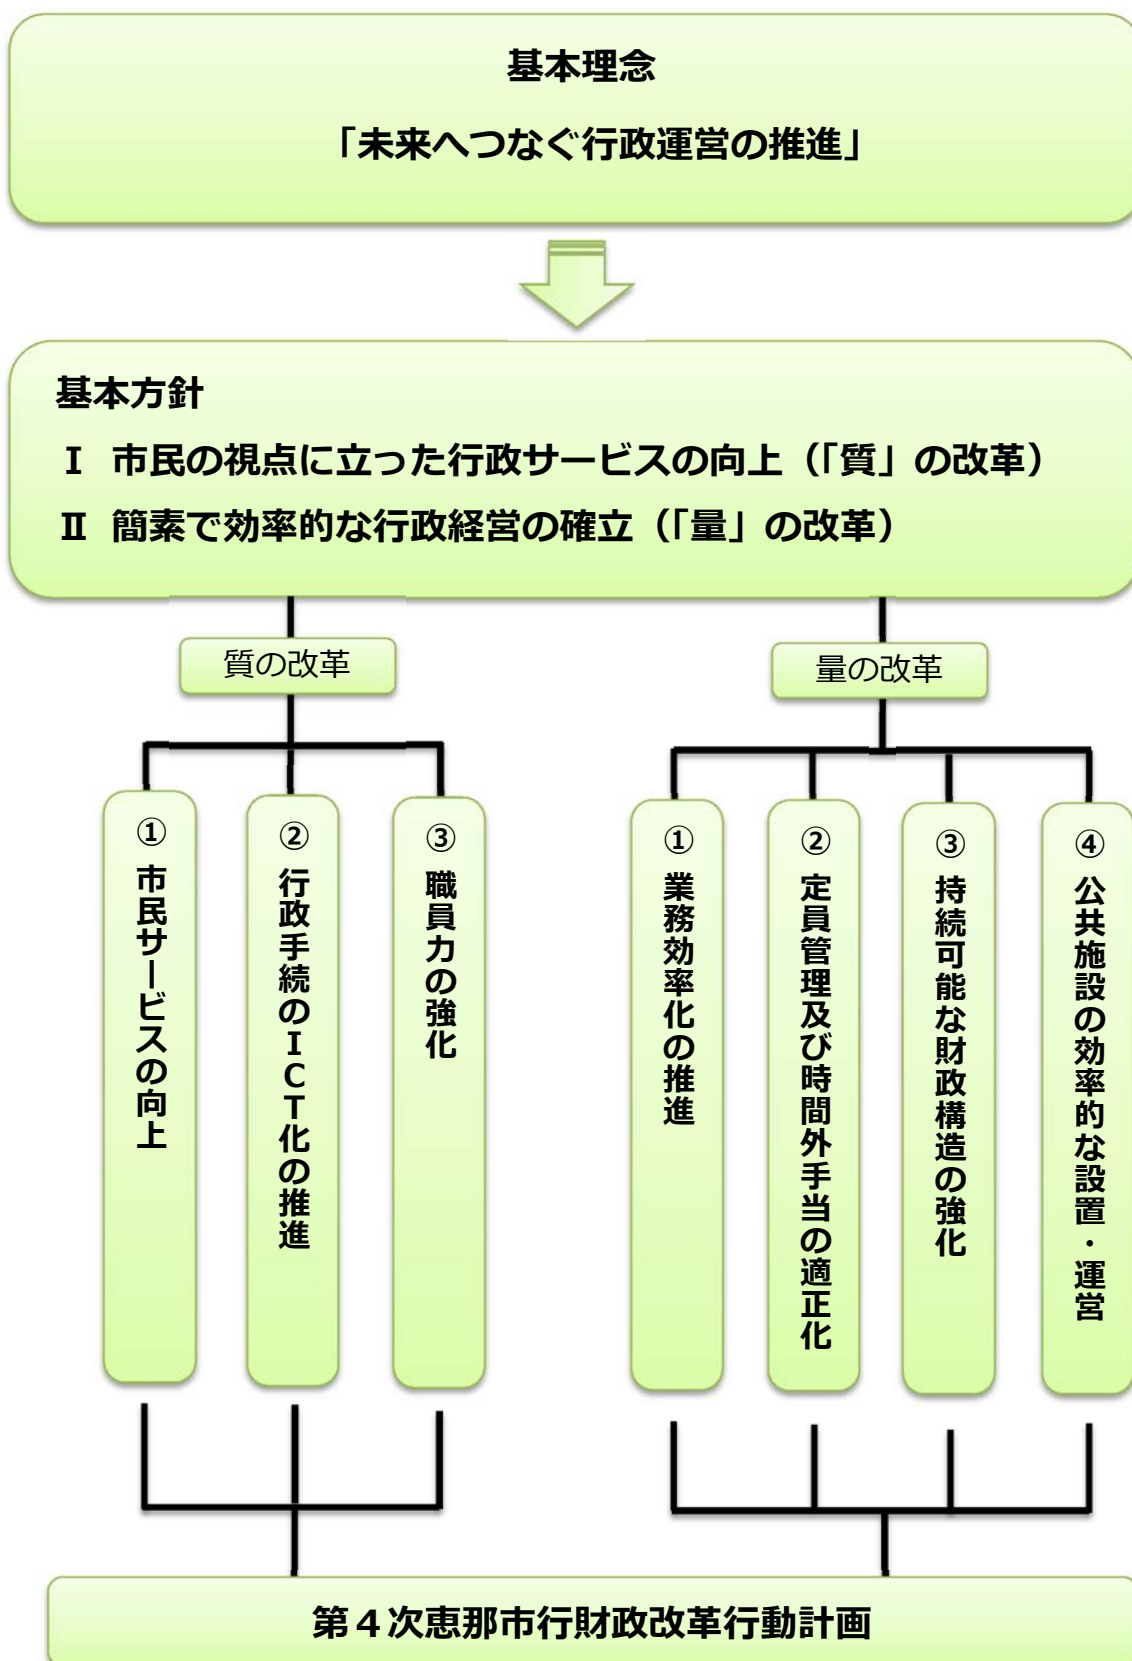 基本理念
「未来へつなぐ行政運営の推進」
基本方針
Ⅰ 市民の視点に立った行政サービスの向上（「質」の改革）
Ⅱ 簡素で効率的な行政経営の確立（「量」の改革）
質の改革
量の改革
① 市民サービスの向上
② 行政手続のＩＣＴ化の推進
③ 職員力の強化
① 業務効率化の推進
② 定員管理及び時間外手当の適正化
③ 持続可能な財政構造の強化
④ 公共施設の効率的な設置・運営
第４次恵那市行財政改革行動計画